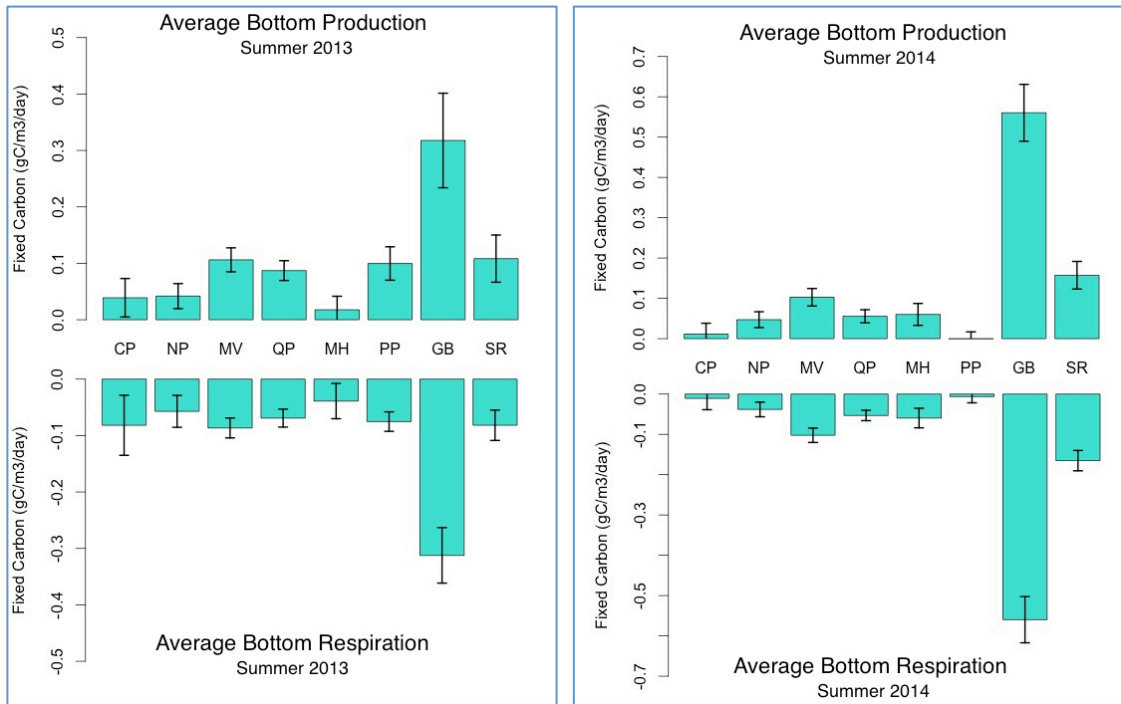 Average Bottom Production
Summer 2013
Fixed Carbon (gC/m3/day)
0.5
0.4
0.3
0.2
0.1
0.0
CP NP MV QP MH PP GB SR
Fixed Carbon (gC/m3/day)
0.0
-0.1
-0.2
-0.3
-0.4
-0.5
Average Bottom Respiration
Summer 2013
Average Bottom Production
Summer 2014
Fixed Carbon (gC/m3/day)
0.7
0.6
0.5
0.4
0.3
0.2
0.1
0.0
CP NP MV QP MH PP GB SR
Fixed Carbon (gC/m3/day)
0.0
-0.1
-0.3
-0.5
-0.7
Average Bottom Respiration
Summer 2014